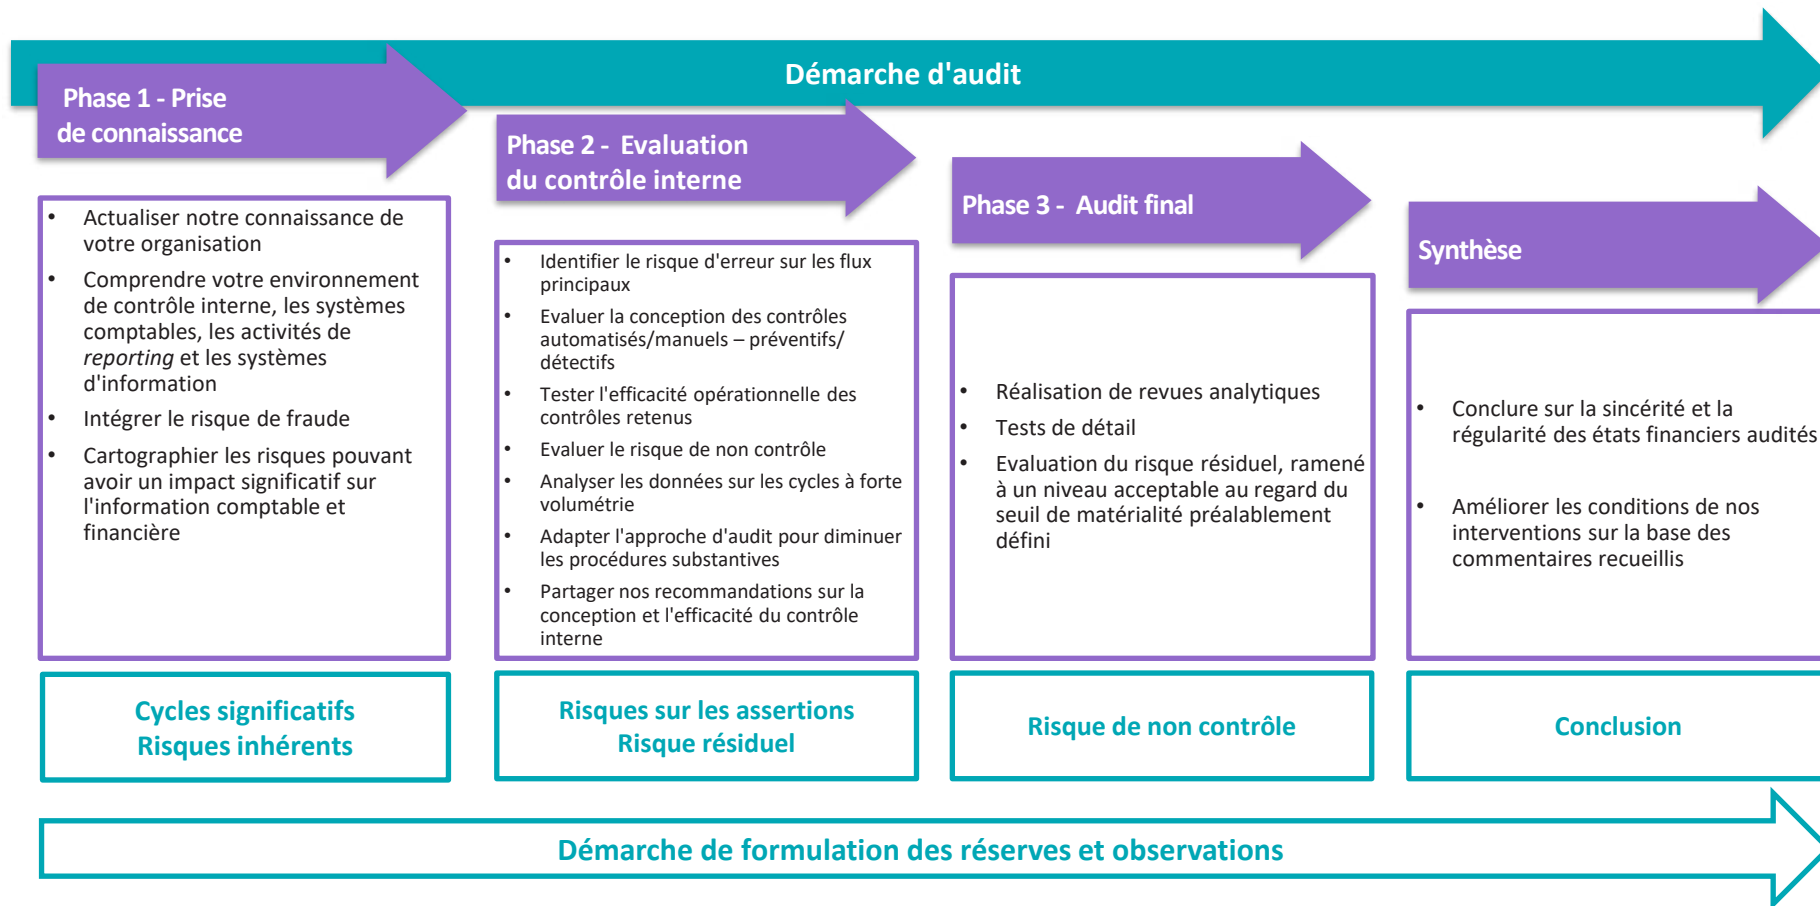 Démarche d'audit
Phase 1 - Prise
de connaissance
• Actualiser notre connaissance de
votre organisation
• Comprendre votre environnement
de contrôle interne, les systèmes
comptables, les activités de
reporting et les systèmes
d'information
• Intégrer le risque de fraude
• Cartographier les risques pouvant
avoir un impact significatif sur
l'information comptable et
financière
Cycles significatifs
Risques inhérents
Phase 2 - Evaluation
du contrôle interne
• Identifier le risque d'erreur sur les flux
principaux
• Evaluer la conception des contrôles
automatisés/manuels – préventifs/
détectifs
• Tester l'efficacité opérationnelle des
contrôles retenus
• Evaluer le risque de non contrôle
• Analyser les données sur les cycles à forte
volumétrie
• Adapter l'approche d'audit pour diminuer
les procédures substantives
• Partager nos recommandations sur la
conception et l'efficacité du contrôle
interne
Risques sur les assertions
Risque résiduel
Phase 3 - Audit final
• Réalisation de revues analytiques
• Tests de détail
• Evaluation du risque résiduel, ramené
à un niveau acceptable au regard du
seuil de matérialité préalablement
défini
Risque de non contrôle
Synthèse
• Conclure sur la sincérité et la
régularité des états financiers audités
• Améliorer les conditions de nos
interventions sur la base des
commentaires recueillis
Conclusion
Démarche de formulation des réserves et observations